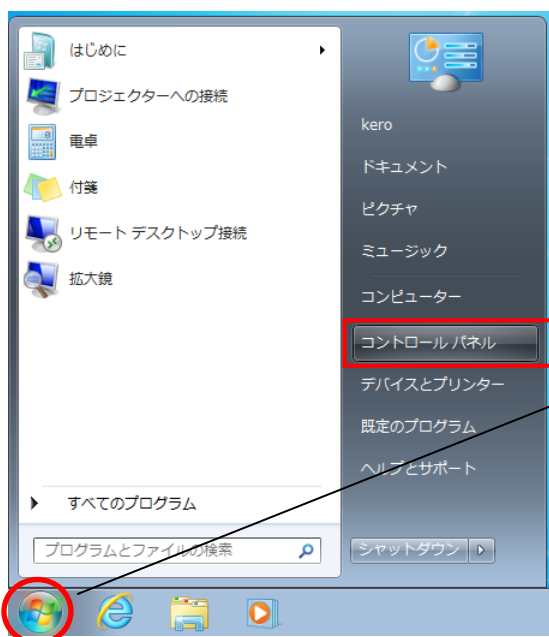 はじめに
プロジェクターへの接続
電卓
付箋
リモート デスクトップ接続
拡大鏡
すべてのプログラム
プログラムとファイルの検索
kero
ドキュメント
ピクチャ
ミュージック
コンピューター
コントロール パネル
デバイスとプリンター
既定のプログラム
ヘルプとサポート
シャットダウン